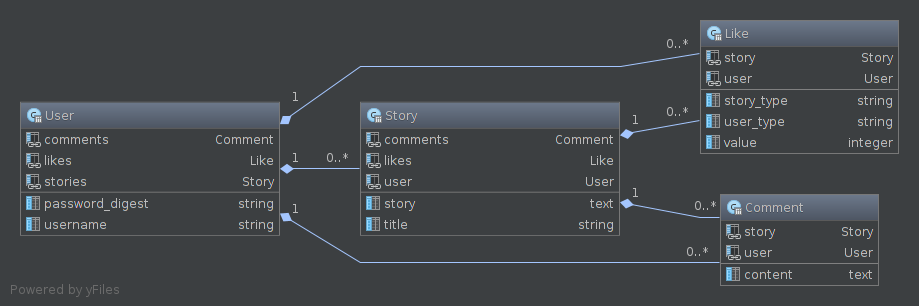 User
comments Comment
likes Like
stories Story
password_digest string
username string
1
0..*
1
0..*
1
0..*
Story
comments Comment
likes Like
user User
story text
title string
1
0..*
1
0..*
Like
story Story
user User
story_type string
user_type string
value integer
Comment
story Story
user User
content text
Powered by yFiles